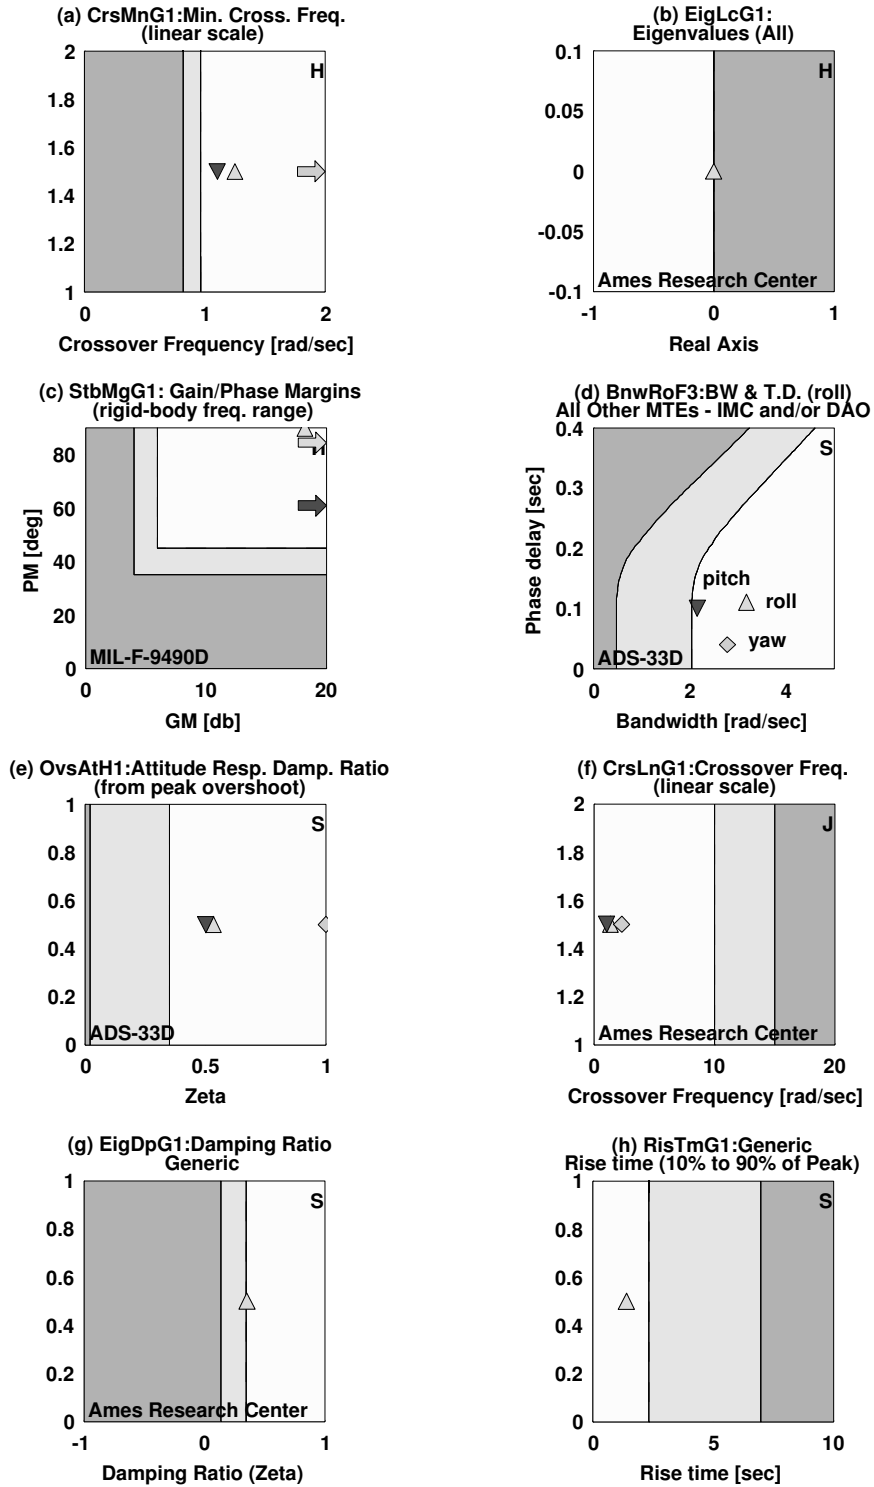 (a) CrsMnG1:Min. Cross. Freq.
(linear scale)
2
1.8
1.6
1.4
1.2
1
H
0
1
2
Crossover Frequency [rad/sec]
(b) EigLcG1:
Eigenvalues (All)
0.1
0.05
0
-0.05
-0.1
H
Ames Research Center
-1
0
1
Real Axis
(c) StbMgG1: Gain/Phase Margins
(rigid-body freq. range)
PM [deg]
80
60
40
20
0
H
MIL-F-9490D
0
10
20
GM [db]
(d) BnwRoF3:BW & T.D. (roll)
All Other MTEs - IMC and/or DAO
Phase delay [sec]
0.4
0.3
0.2
0.1
0
S
pitch
roll
yaw
ADS-33D
0
2
4
Bandwidth [rad/sec]
(e) OvsAtH1:Attitude Resp. Damp. Ratio
(from peak overshoot)
1
0.8
0.6
0.4
0.2
0
S
ADS-33D
0
0.5
1
Zeta
(f) CrsLnG1:Crossover Freq.
(linear scale)
2
1.8
1.6
1.4
1.2
1
J
Ames Research Center
0
10
20
Crossover Frequency [rad/sec]
(g) EigDpG1:Damping Ratio
Generic
1
0.8
0.6
0.4
0.2
0
S
Ames Research Center
-1
0
1
Damping Ratio (Zeta)
(h) RisTmG1:Generic
Rise time (10% to 90% of Peak)
1
0.8
0.6
0.4
0.2
0
S
0
5
10
Rise time [sec]